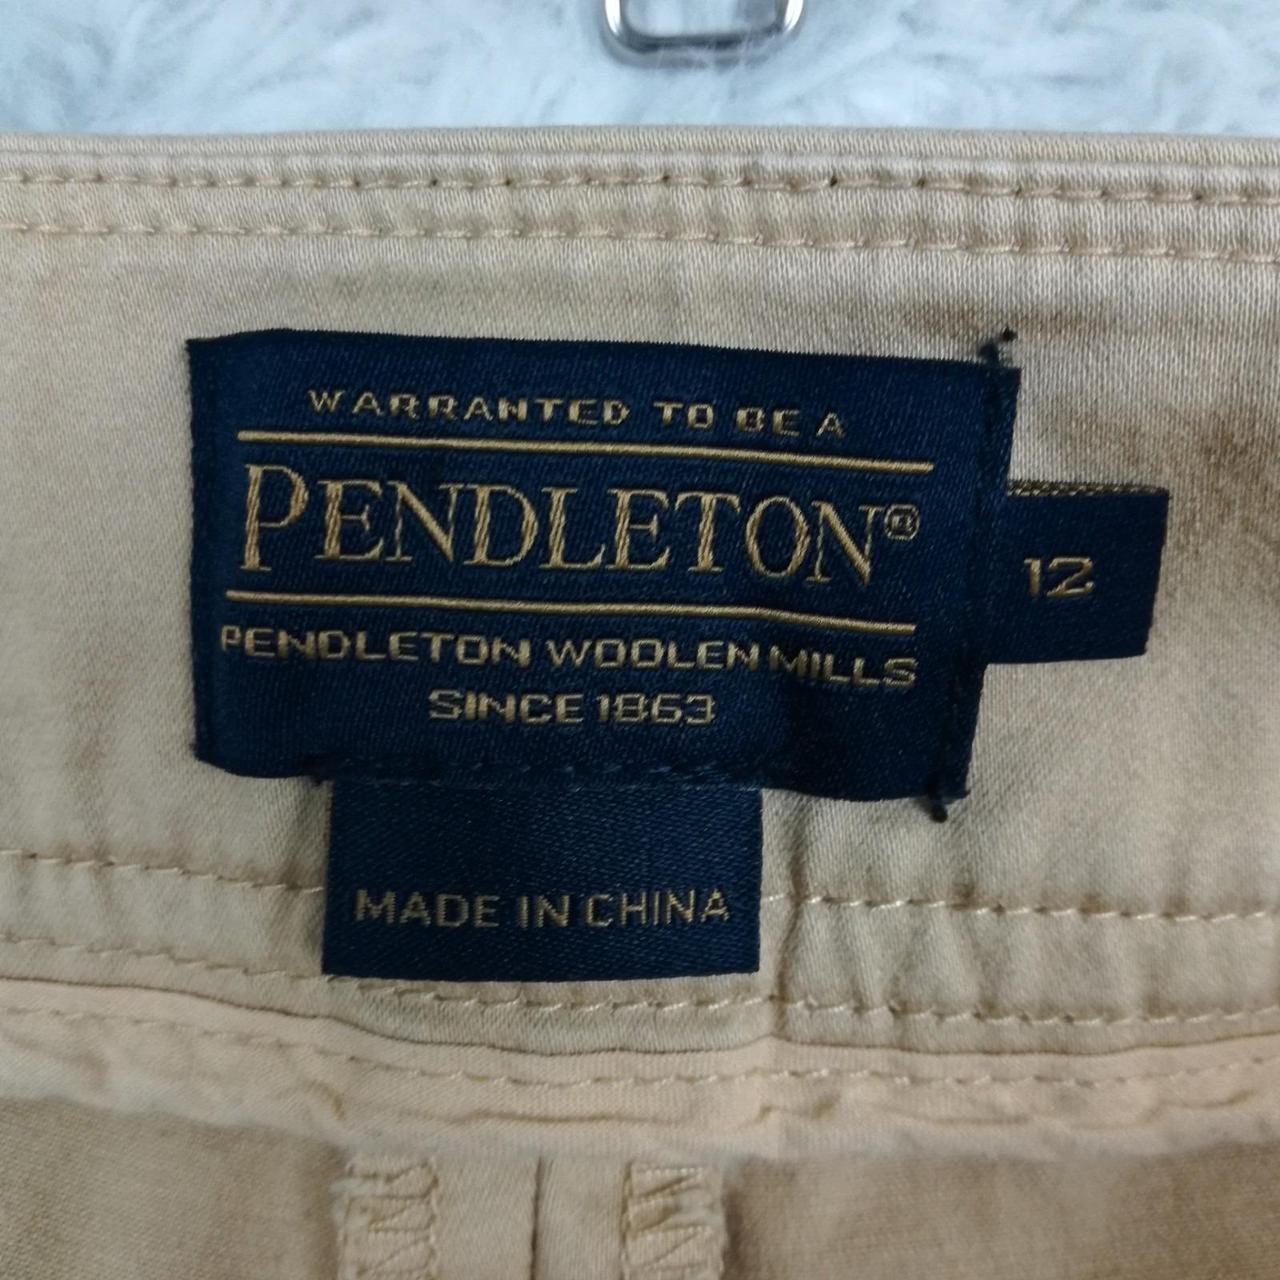 WARRANTED TO BE A
PENDLETON®
12
PENDLETON WOOLEN MILLS
SINCE 1863
MADE IN CHINA